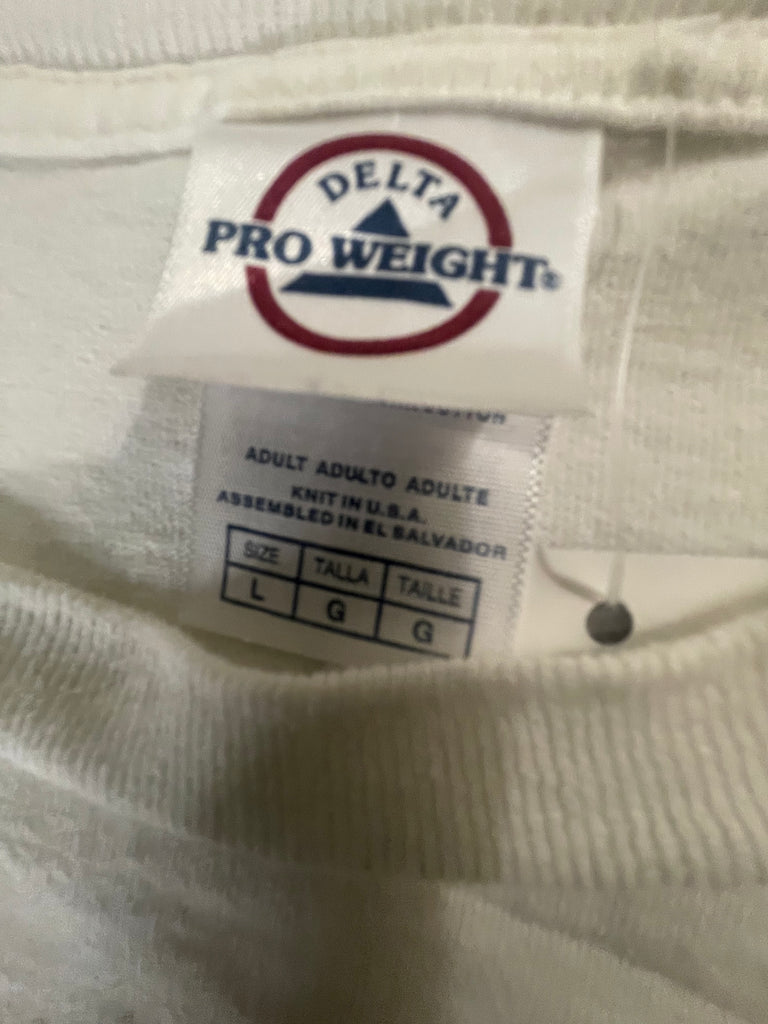 DELTA
PRO WEIGHT®
ADULT ADULTO ADULTE
KNIT IN U.S.A.
ASSEMBLED IN EL SALVADOR
SIZE TALLA TAILLE
L G G